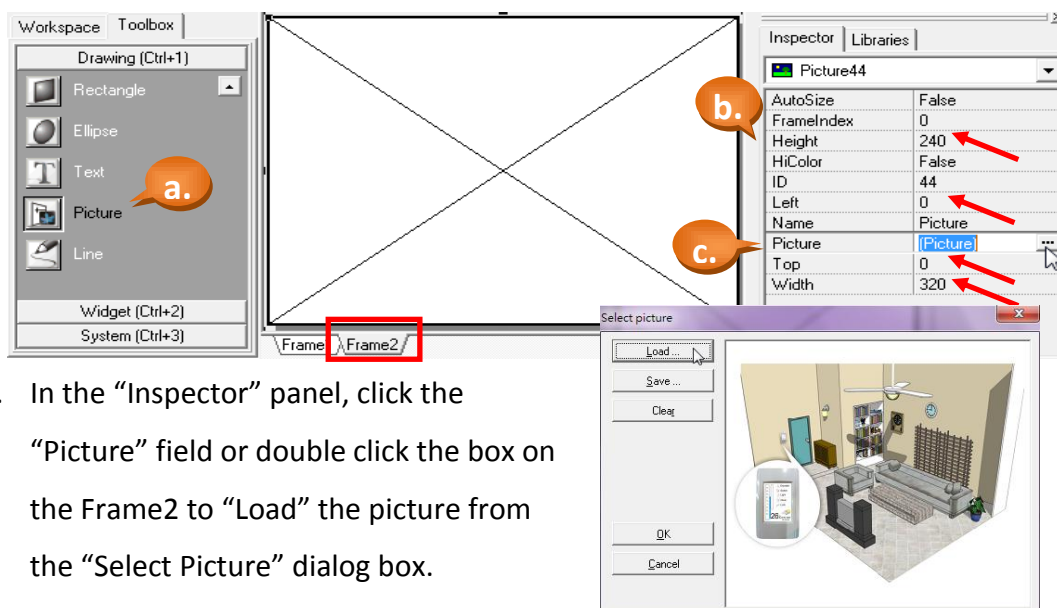 Workspace Toolbox
Drawing (Ctrl+1)
Rectangle
Ellipse
Text
Picture
Line
Widget (Ctrl+2)
System (Ctrl+3)
a.
Frame Frame2
Inspector Libraries
Picture44
b.
AutoSize False
FrameIndex 0
Height 240
HiColor False
ID 44
Left 0
Name Picture
c.
Picture (Picture) ...
Top 0
Width 320
Select picture
Load ...
Save ...
Clear
OK
Cancel
In the “Inspector” panel, click the
“Picture” field or double click the box on
the Frame2 to “Load” the picture from
the “Select Picture” dialog box.